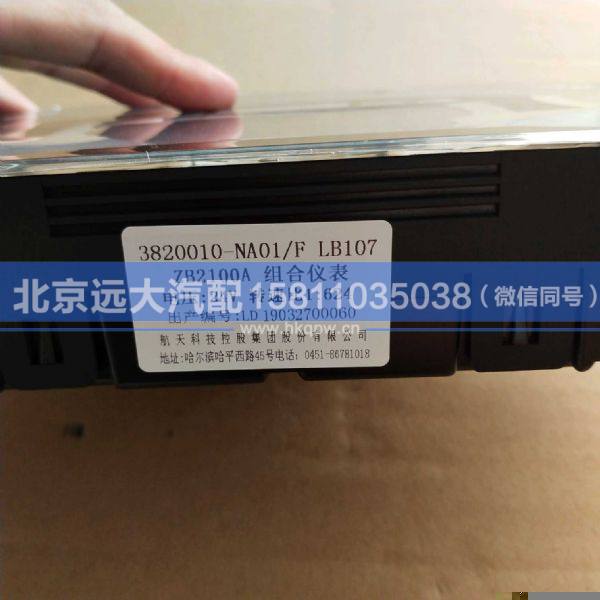 3820010-NA01/F LB107
ZB2100A 组合仪表
北京远大汽配 15811035038（微信同号）
出产编号:LD 19032700060
www.hkqnw.cn
航天科技控股集团股份有限公司
地址:哈尔滨哈平西路45号电话: 0451-86781018